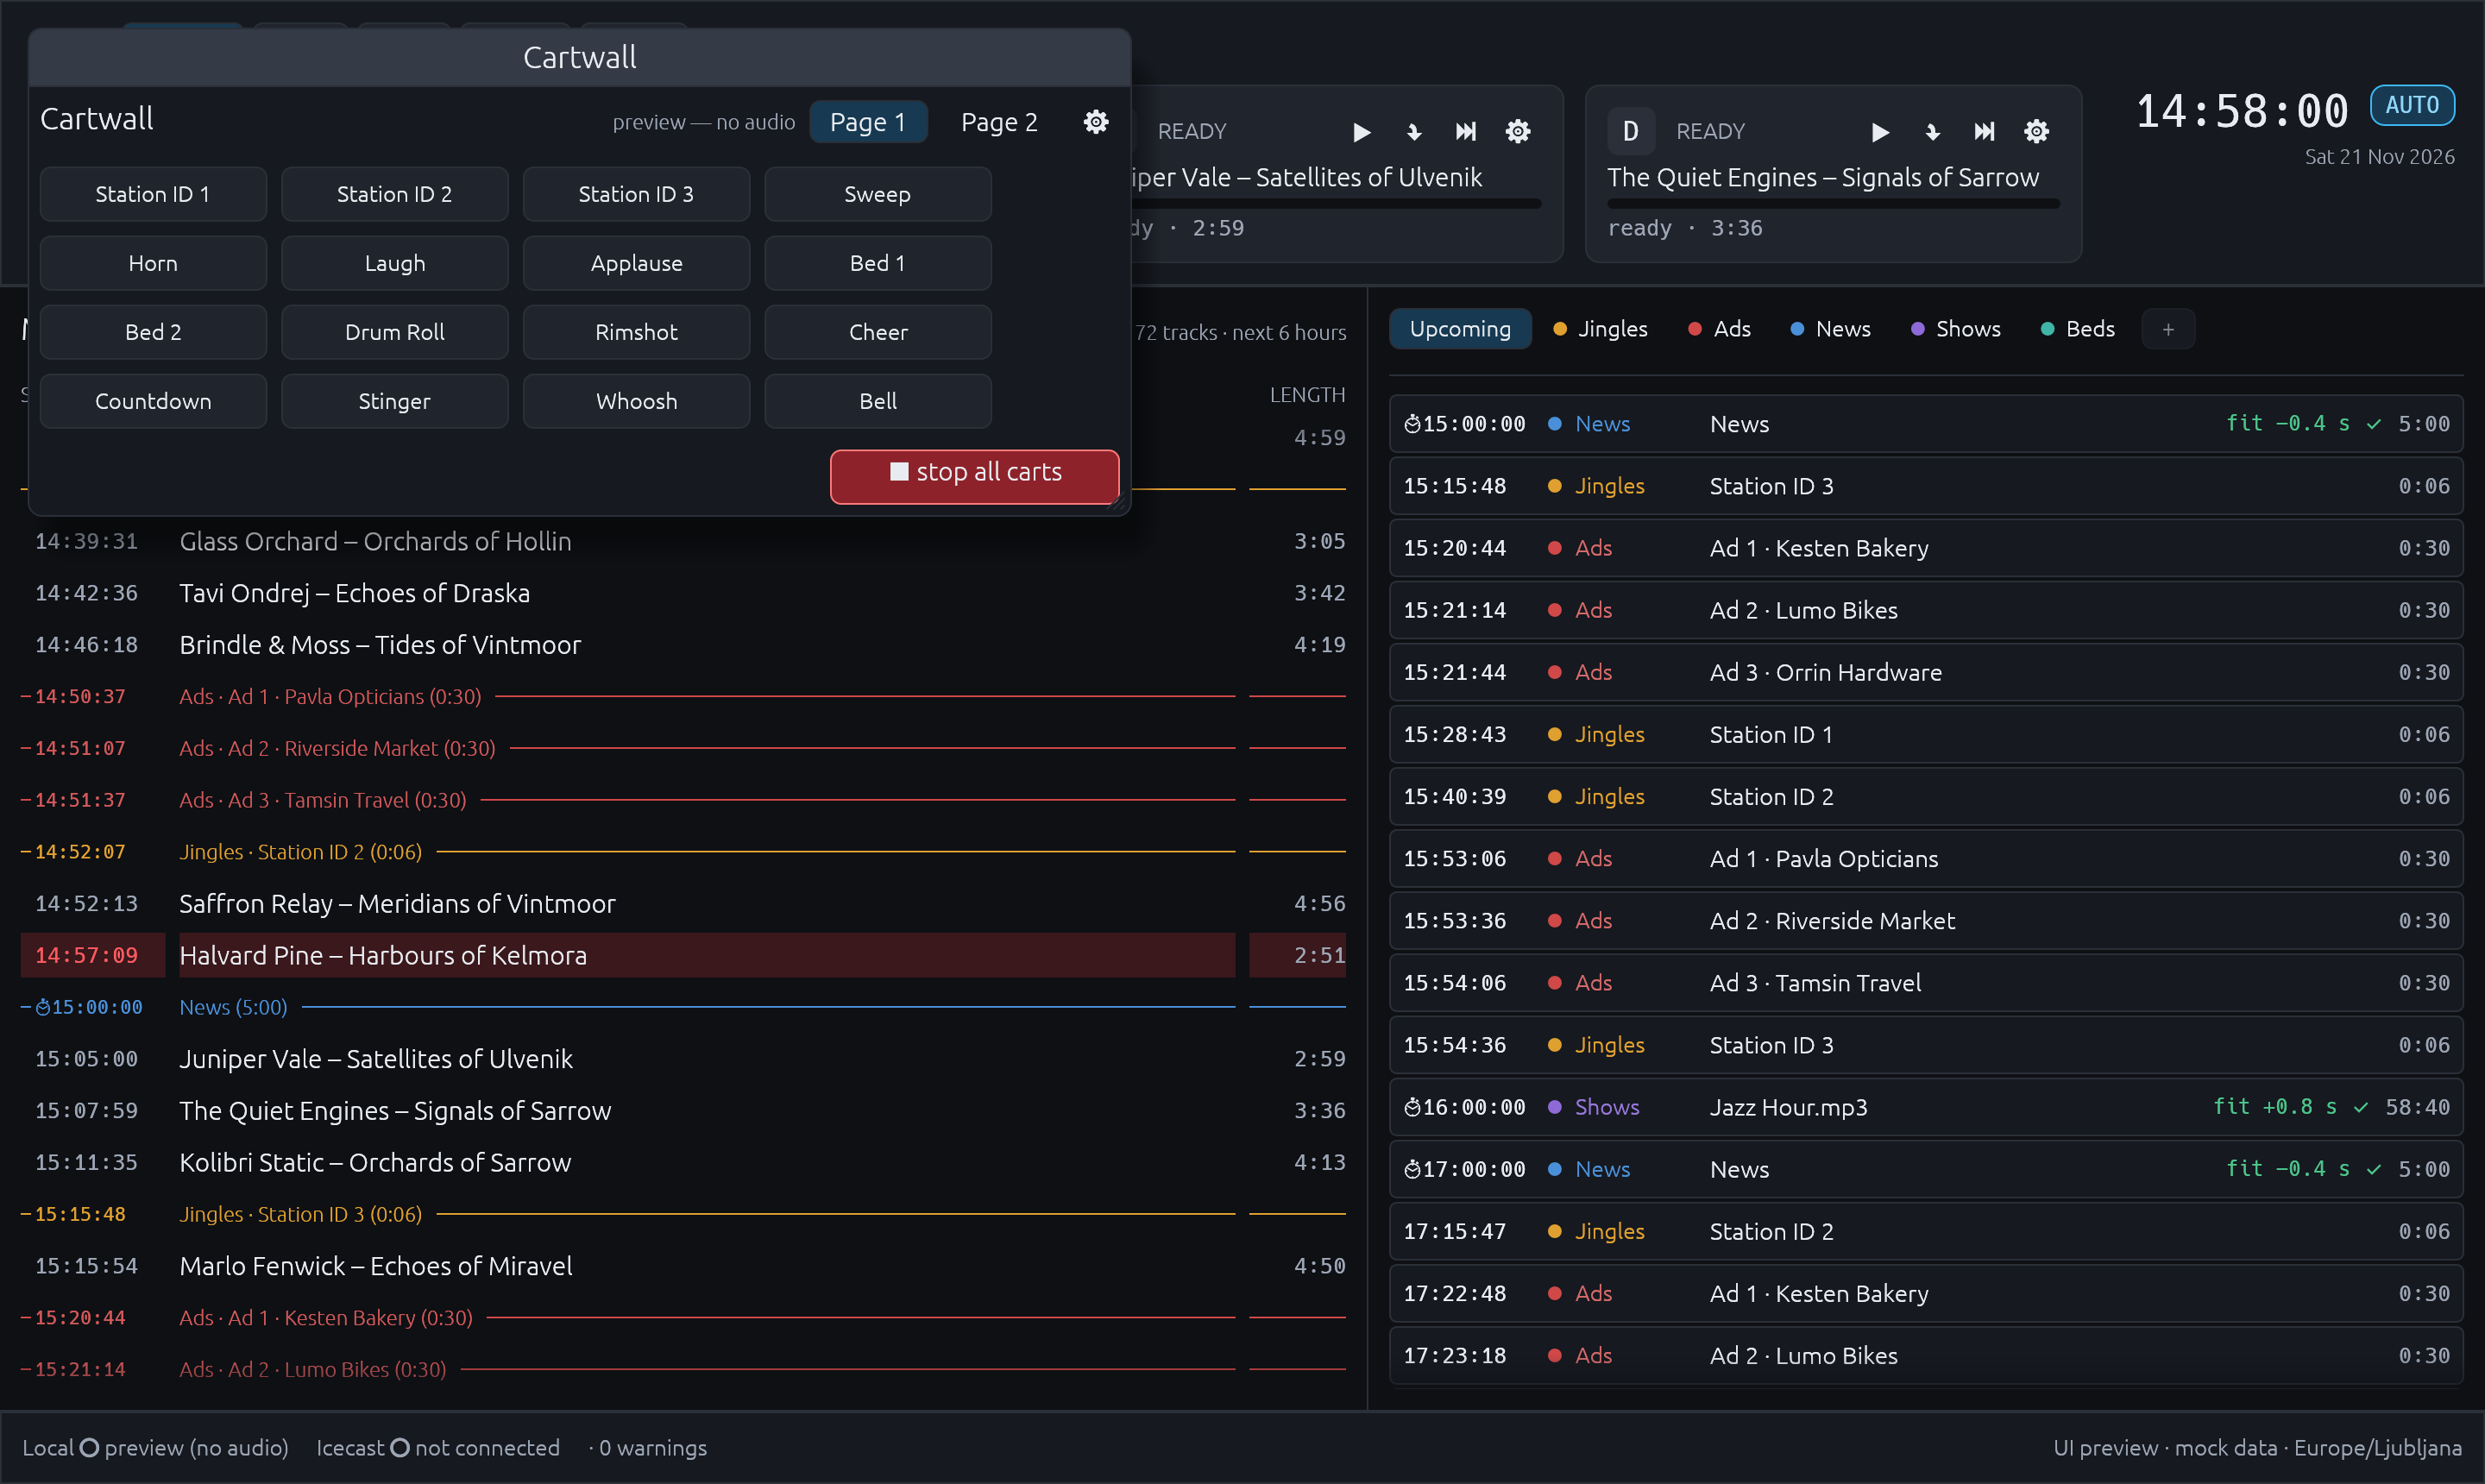 Cartwall
Cartwall
preview — no audio
Page 1
Page 2
Station ID 1
Station ID 2
Station ID 3
Sweep
Horn
Laugh
Applause
Bed 1
Bed 2
Drum Roll
Rimshot
Cheer
Countdown
Stinger
Whoosh
Bell
stop all carts
READY
iper Vale – Satellites of Ulvenik
dy · 2:59
D READY
The Quiet Engines – Signals of Sarrow
ready · 3:36
14:58:00 AUTO
Sat 21 Nov 2026
72 tracks · next 6 hours
LENGTH
4:59
14:39:31 Glass Orchard – Orchards of Hollin 3:05
14:42:36 Tavi Ondrej – Echoes of Draska 3:42
14:46:18 Brindle & Moss – Tides of Vintmoor 4:19
14:50:37 Ads · Ad 1 · Pavla Opticians (0:30)
14:51:07 Ads · Ad 2 · Riverside Market (0:30)
14:51:37 Ads · Ad 3 · Tamsin Travel (0:30)
14:52:07 Jingles · Station ID 2 (0:06)
14:52:13 Saffron Relay – Meridians of Vintmoor 4:56
14:57:09 Halvard Pine – Harbours of Kelmora 2:51
15:00:00 News (5:00)
15:05:00 Juniper Vale – Satellites of Ulvenik 2:59
15:07:59 The Quiet Engines – Signals of Sarrow 3:36
15:11:35 Kolibri Static – Orchards of Sarrow 4:13
15:15:48 Jingles · Station ID 3 (0:06)
15:15:54 Marlo Fenwick – Echoes of Miravel 4:50
15:20:44 Ads · Ad 1 · Kesten Bakery (0:30)
15:21:14 Ads · Ad 2 · Lumo Bikes (0:30)
Upcoming Jingles Ads News Shows Beds +
15:00:00 News News fit −0.4 s ✓ 5:00
15:15:48 Jingles Station ID 3 0:06
15:20:44 Ads Ad 1 · Kesten Bakery 0:30
15:21:14 Ads Ad 2 · Lumo Bikes 0:30
15:21:44 Ads Ad 3 · Orrin Hardware 0:30
15:28:43 Jingles Station ID 1 0:06
15:40:39 Jingles Station ID 2 0:06
15:53:06 Ads Ad 1 · Pavla Opticians 0:30
15:53:36 Ads Ad 2 · Riverside Market 0:30
15:54:06 Ads Ad 3 · Tamsin Travel 0:30
15:54:36 Jingles Station ID 3 0:06
16:00:00 Shows Jazz Hour.mp3 fit +0.8 s ✓ 58:40
17:00:00 News News fit −0.4 s ✓ 5:00
17:15:47 Jingles Station ID 2 0:06
17:22:48 Ads Ad 1 · Kesten Bakery 0:30
17:23:18 Ads Ad 2 · Lumo Bikes 0:30
Local preview (no audio) Icecast not connected · 0 warnings
UI preview · mock data · Europe/Ljubljana